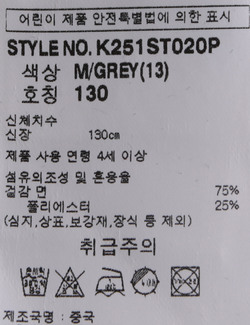 어린이 제품 안전특별법에 의한 표시
STYLE NO. K251ST020P
색상 M/GREY(13)
호칭 130
신체치수
신장 130cm
제품 사용 연령 4세 이상
섬유의조성 및 혼용율
겉감 면 75%
폴리에스터 25%
(심지,상표,보강재,장식 등 제외)
취급주의
제조국명 : 중국